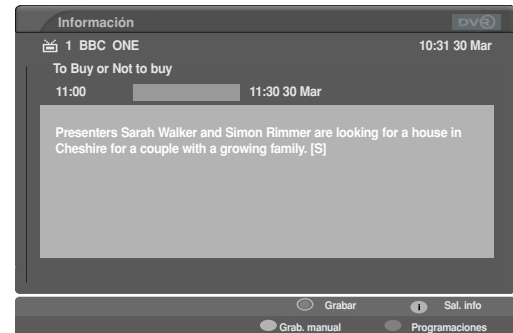 Información
DVR
1 BBC ONE 10:31 30 Mar
To Buy or Not to buy
11:00 11:30 30 Mar
Presenters Sarah Walker and Simon Rimmer are looking for a house in
Cheshire for a couple with a growing family. [S]
Grabar i Sal. info
Grab. manual Programaciones